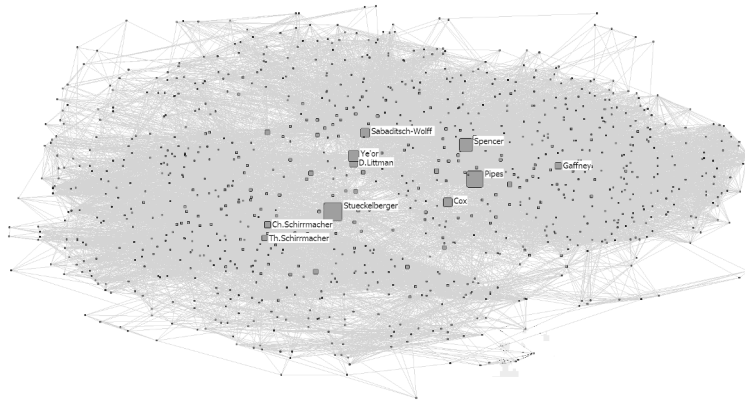 Sabaditsch-Wolff
Spencer
Ye'or
D.Littman
Gaffney
Pipes
Cox
Stueckelberger
Ch.Schirrmacher
Th.Schirrmacher